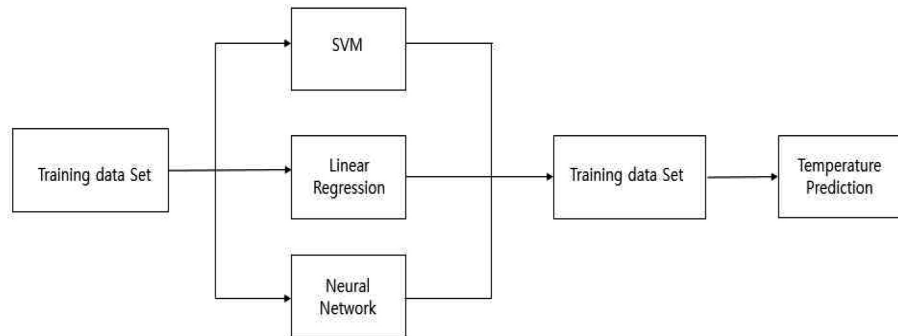 SVM
Training data Set
Linear
Regression
Training data Set
Temperature
Prediction
Neural
Network